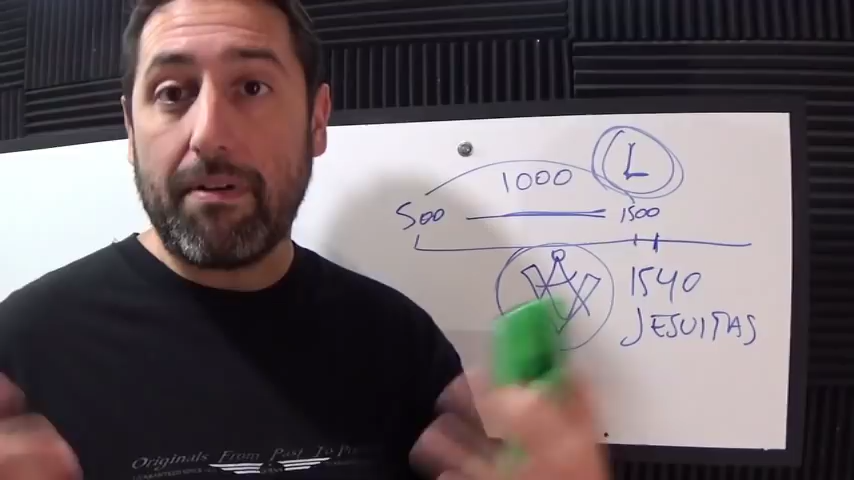 L
1000
500
1500
1540
JESUITAS
Originals From Past To